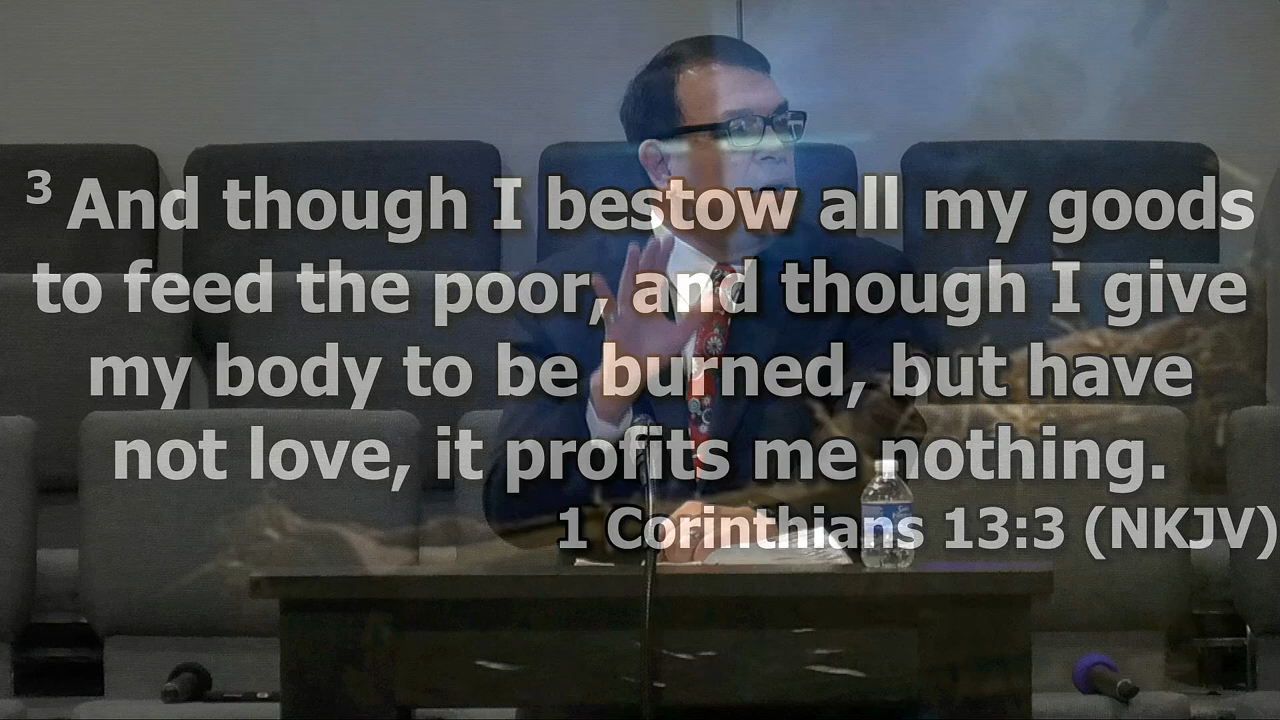 3 And though I bestow all my goods
to feed the poor, and though I give
my body to be burned, but have
not love, it profits me nothing.
1 Corinthians 13:3 (NKJV)